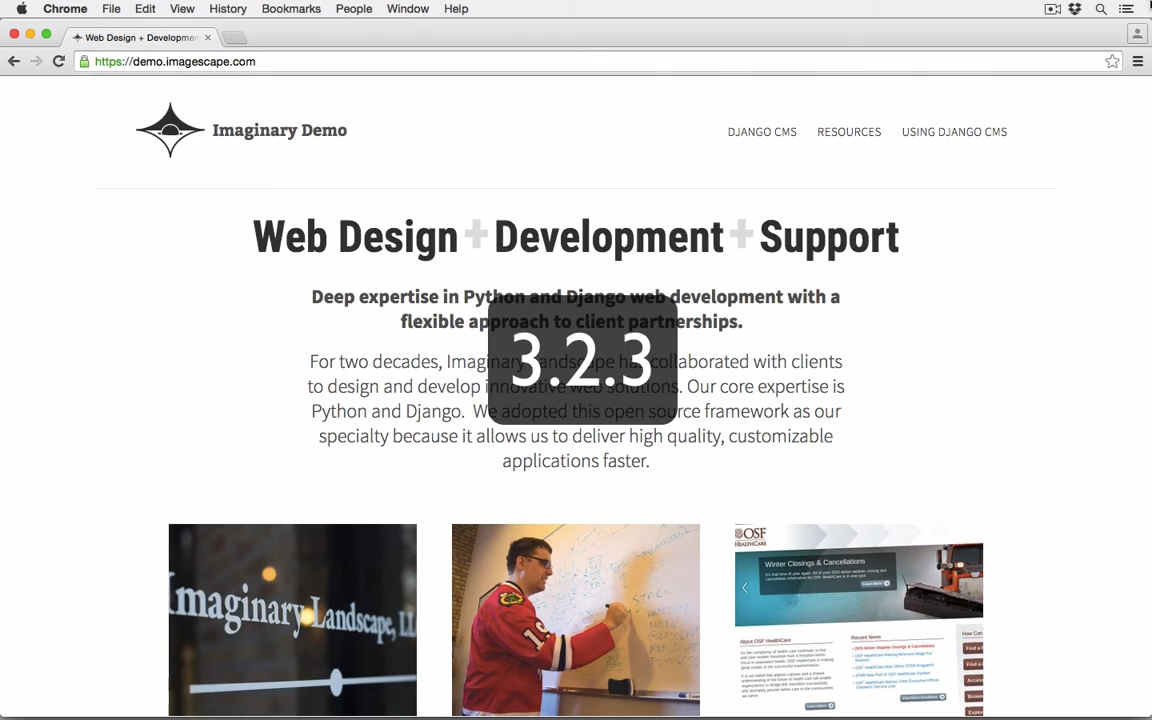 Chrome File Edit View History Bookmarks People Window Help
Web Design + Developmen
https://demo.imagescape.com
Imaginary Demo
DJANGO CMS RESOURCES USING DJANGO CMS
Web Design + Development + Support
Deep expertise in Python and Django web development with a
flexible approach to client partnerships.
3.2.3
For two decades, Imaginary Landscape has collaborated with clients
to design and develop innovative web solutions. Our core expertise is
Python and Django. We adopted this open source framework as our
specialty because it allows us to deliver high quality, customizable
applications faster.
Imaginary Landscape, LL
19
OSF
HEALTHCARE
Winter Closings & Cancellations
About OSF HealthCare
Recent News
How Can